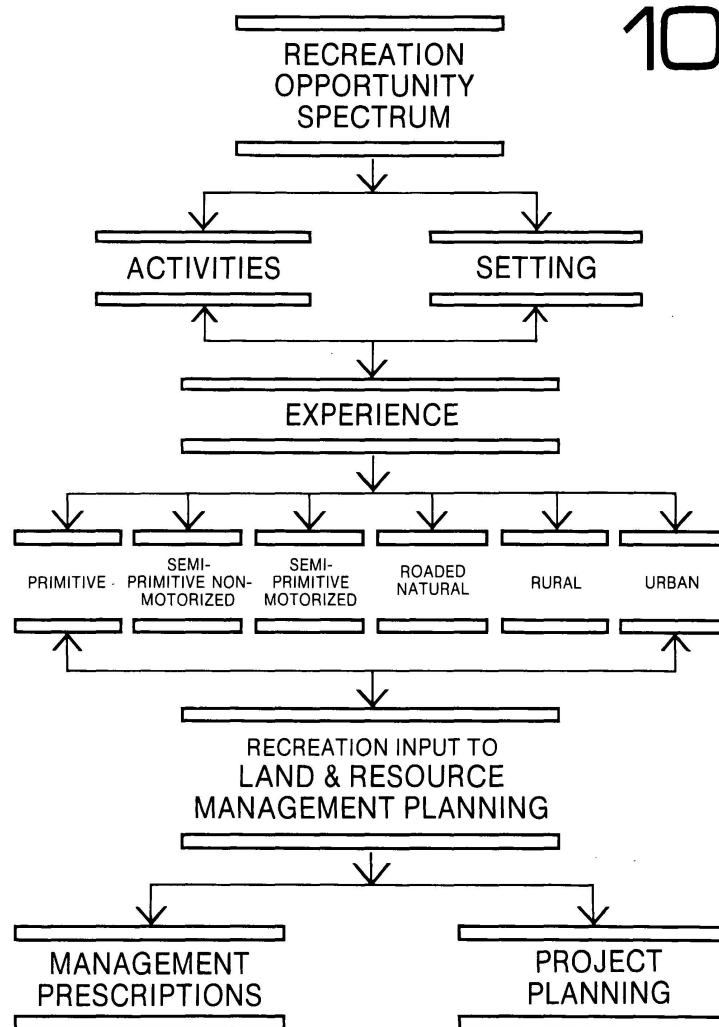 10
RECREATION
OPPORTUNITY
SPECTRUM
ACTIVITIES
SETTING
EXPERIENCE
PRIMITIVE
SEMI-
PRIMITIVE NON-
MOTORIZED
SEMI-
PRIMITIVE
MOTORIZED
ROADED
NATURAL
RURAL
URBAN
RECREATION INPUT TO
LAND & RESOURCE
MANAGEMENT PLANNING
MANAGEMENT
PRESCRIPTIONS
PROJECT
PLANNING